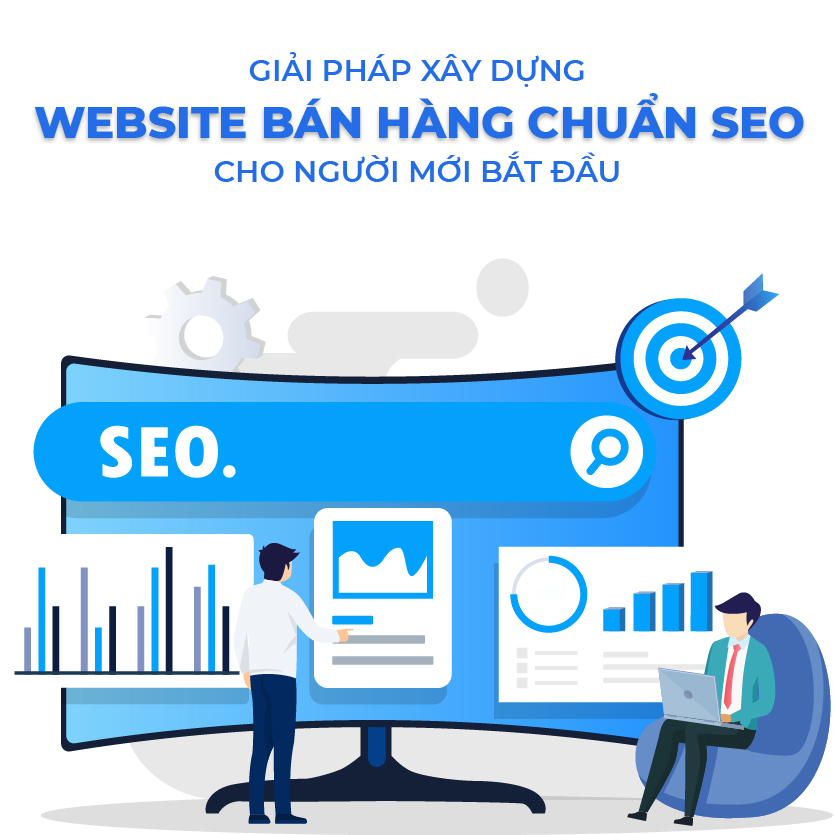 GIẢI PHÁP XÂY DỰNG
WEBSITE BÁN HÀNG CHUẨN SEO
CHO NGƯỜI MỚI BẮT ĐẦU
SEO.